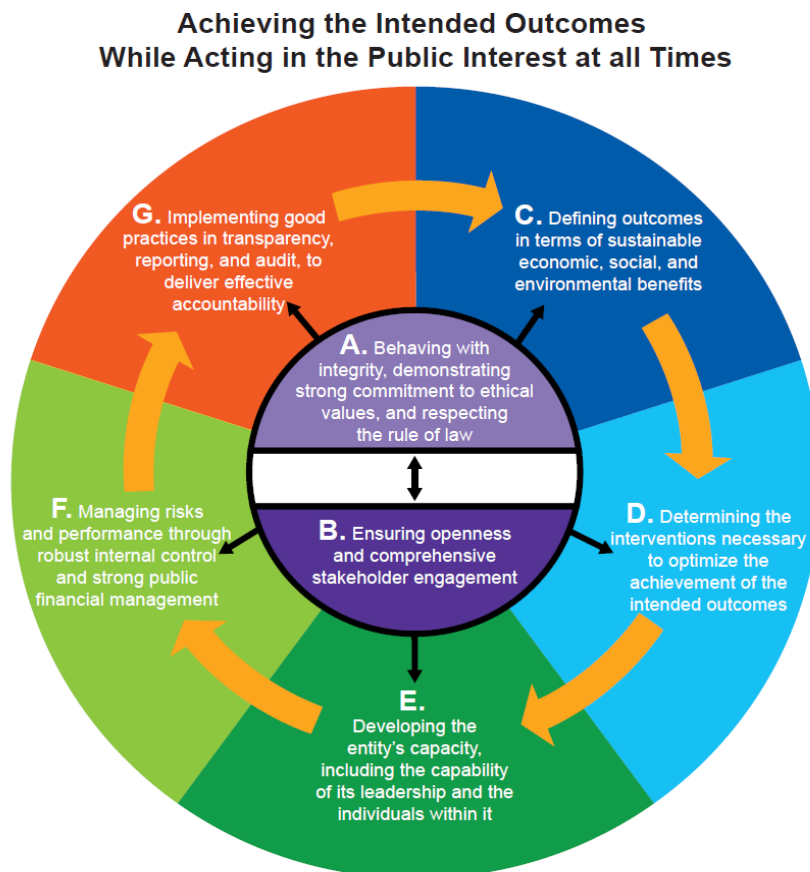 Achieving the Intended Outcomes
While Acting in the Public Interest at all Times
A. Behaving with
integrity, demonstrating
strong commitment to ethical
values, and respecting
the rule of law
B. Ensuring openness
and comprehensive
stakeholder engagement
C. Defining outcomes
in terms of sustainable
economic, social, and
environmental benefits
D. Determining the
interventions necessary
to optimize the
achievement of the
intended outcomes
E.
Developing the
entity's capacity,
including the capability
of its leadership and the
individuals within it
F. Managing risks
and performance through
robust internal control
and strong public
financial management
G. Implementing good
practices in transparency,
reporting, and audit, to
deliver effective
accountability